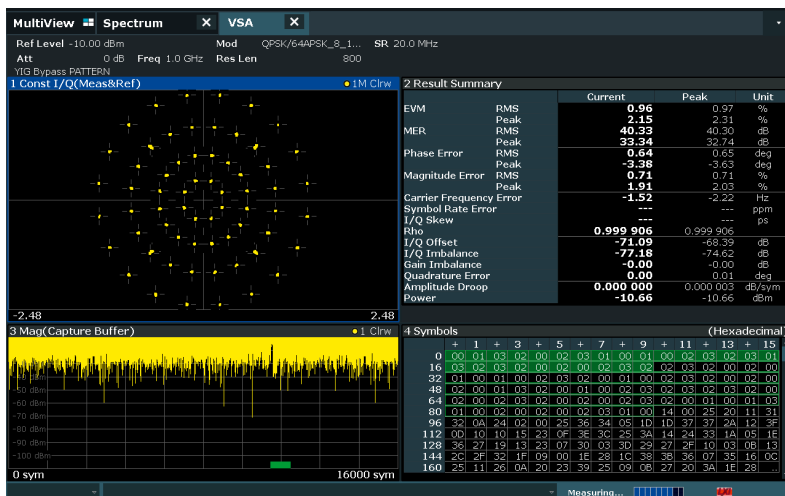 MultiView Spectrum X VSA X
Ref Level -10.00 dBm Mod QPSK/64APSK_8_1... SR 20.0 MHz
Att 0 dB Freq 1.0 GHz Res Len 800
YIG Bypass PATTERN
1 Const I/Q(Meas&Ref) 1M Clrw
-2.48 2.48
2 Result Summary
Current Peak Unit
EVM RMS 0.96 0.97 %
Peak 2.15 2.31 %
MER RMS 40.33 40.30 dB
Peak 33.34 32.74 dB
Phase Error RMS 0.64 0.65 deg
Peak -3.38 -3.63 deg
Magnitude Error RMS 0.71 0.71 %
Peak 1.91 2.03 %
Carrier Frequency Error -1.52 -2.22 Hz
Symbol Rate Error --- --- ppm
I/Q Skew --- --- ps
Rho 0.999 906 0.999 906
I/Q Offset -71.09 -68.39 dB
I/Q Imbalance -77.18 -74.62 dB
Gain Imbalance -0.00 -0.00 dB
Quadrature Error 0.00 0.01 deg
Amplitude Droop 0.000 000 0.000 003 dB/sym
Power -10.66 -10.66 dBm
3 Mag(Capture Buffer) 1 Clrw
-60 dBm
-80 dBm
-90 dBm
-100 dBm
0 sym 16000 sym
4 Symbols (Hexadecimal
+ 1 + 3 + 5 + 7 + 9 + 11 + 13 + 15
0 00 01 03 02 00 02 03 01 00 01 00 02 03 02 03 01
16 03 02 03 02 00 02 00 02 03 02 02 03 02 00 02 00
32 01 00 01 00 02 03 02 00 01 00 02 03 02 02 00 02
48 02 00 01 03 02 00 01 00 02 03 02 03 02 03 02 00
64 02 00 02 03 02 00 02 03 02 03 02 00 01 00 01 03
80 01 00 02 00 02 00 02 03 01 00 14 00 25 20 11 31
96 32 0A 24 02 00 25 36 34 05 1D 1D 37 37 2A 12 3F
112 0D 10 10 15 23 0F 3E 3C 25 3A 14 24 33 1A 05 1E
128 36 27 19 13 23 07 30 03 3D 29 27 2F 10 03 0B 13
144 2C 2F 32 1F 09 00 1E 28 1C 38 3B 36 07 35 16 0C
160 25 11 26 0A 20 23 39 25 09 0B 27 20 3A 1E 28 ..
Measuring...